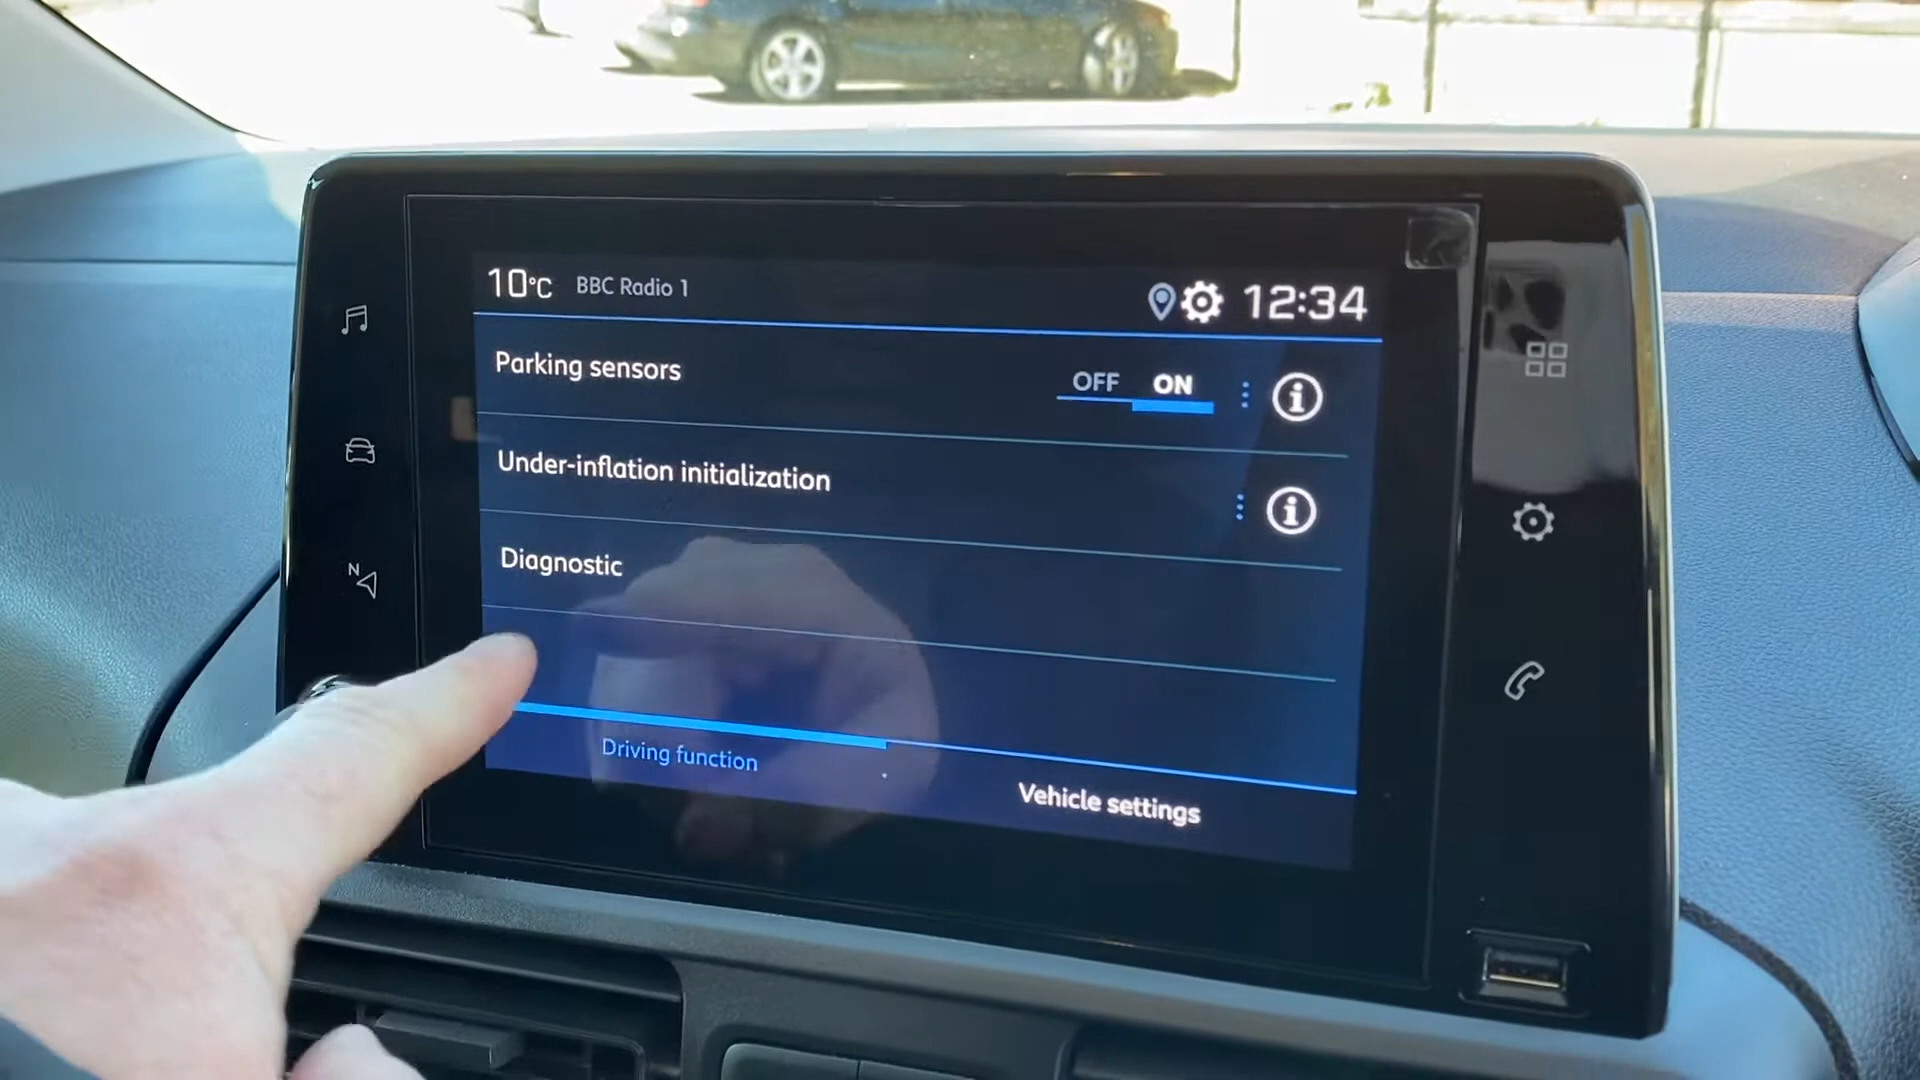 10°C BBC Radio 1 12:34
Parking sensors OFF ON
Under-inflation initialization
Diagnostic
N
Driving function
Vehicle settings